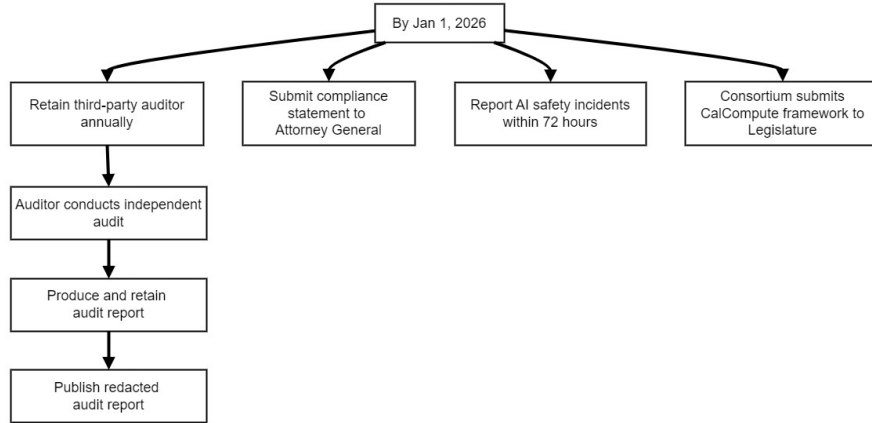 By Jan 1, 2026
Retain third-party auditor
annually
Submit compliance
statement to
Attorney General
Report AI safety incidents
within 72 hours
Consortium submits
CalCompute framework to
Legislature
Auditor conducts independent
audit
Produce and retain
audit report
Publish redacted
audit report